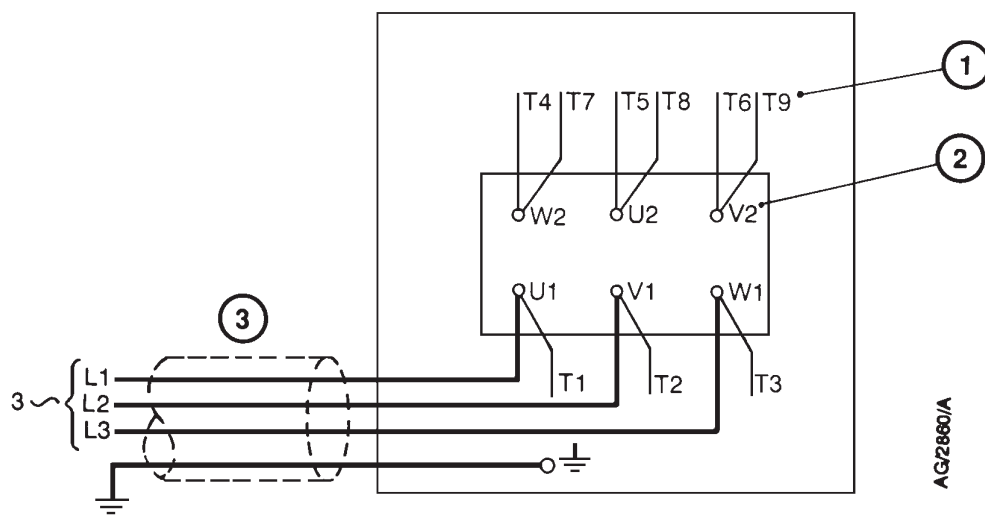 1
T4 T7 T5 T8 T6 T9
2
W2 U2 V2
U1 V1 W1
3
L1
T1 T2 T3
3 ~ L2
L3
AG/2860/A